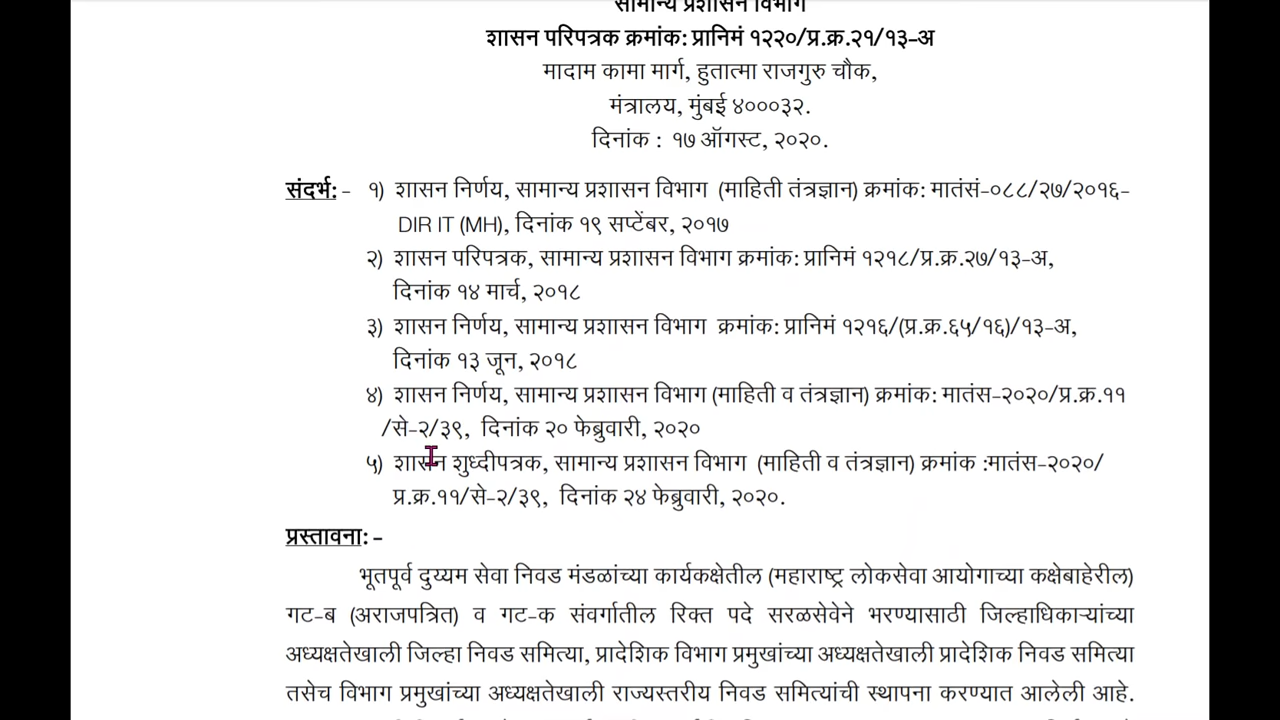 सामान्य प्रशासन विभाग
शासन परिपत्रक क्रमांक: प्रानिमं १२२०/प्र.क्र.२१/१३-अ
मादाम कामा मार्ग, हुतात्मा राजगुरु चौक,
मंत्रालय, मुंबई ४०००३२.
दिनांक : १७ ऑगस्ट, २०२०.
संदर्भ: - १) शासन निर्णय, सामान्य प्रशासन विभाग (माहिती तंत्रज्ञान) क्रमांक: मातंसं-०८८/२७/२०१६-
DIR IT (MH), दिनांक १९ सप्टेंबर, २०१७
२) शासन परिपत्रक, सामान्य प्रशासन विभाग क्रमांक: प्रानिमं १२१८/प्र.क्र.२७/१३-अ,
दिनांक १४ मार्च, २०१८
३) शासन निर्णय, सामान्य प्रशासन विभाग क्रमांक: प्रानिमं १२१६/(प्र.क्र.६५/१६)/१३-अ,
दिनांक १३ जून, २०१८
४) शासन निर्णय, सामान्य प्रशासन विभाग (माहिती व तंत्रज्ञान) क्रमांक: मातंस-२०२०/प्र.क्र.११
/से-२/३९, दिनांक २० फेब्रुवारी, २०२०
५) शासन शुध्दीपत्रक, सामान्य प्रशासन विभाग (माहिती व तंत्रज्ञान) क्रमांक :मातंस-२०२०/
प्र.क्र.११/से-२/३९, दिनांक २४ फेब्रुवारी, २०२०.
प्रस्तावना: -
भूतपूर्व दुय्यम सेवा निवड मंडळांच्या कार्यकक्षेतील (महाराष्ट्र लोकसेवा आयोगाच्या कक्षेबाहेरील)
गट-ब (अराजपत्रित) व गट-क संवर्गातील रिक्त पदे सरळसेवेने भरण्यासाठी जिल्हाधिकाऱ्यांच्या
अध्यक्षतेखाली जिल्हा निवड समित्या, प्रादेशिक विभाग प्रमुखांच्या अध्यक्षतेखाली प्रादेशिक निवड समित्या
तसेच विभाग प्रमुखांच्या अध्यक्षतेखाली राज्यस्तरीय निवड समित्यांची स्थापना करण्यात आलेली आहे.